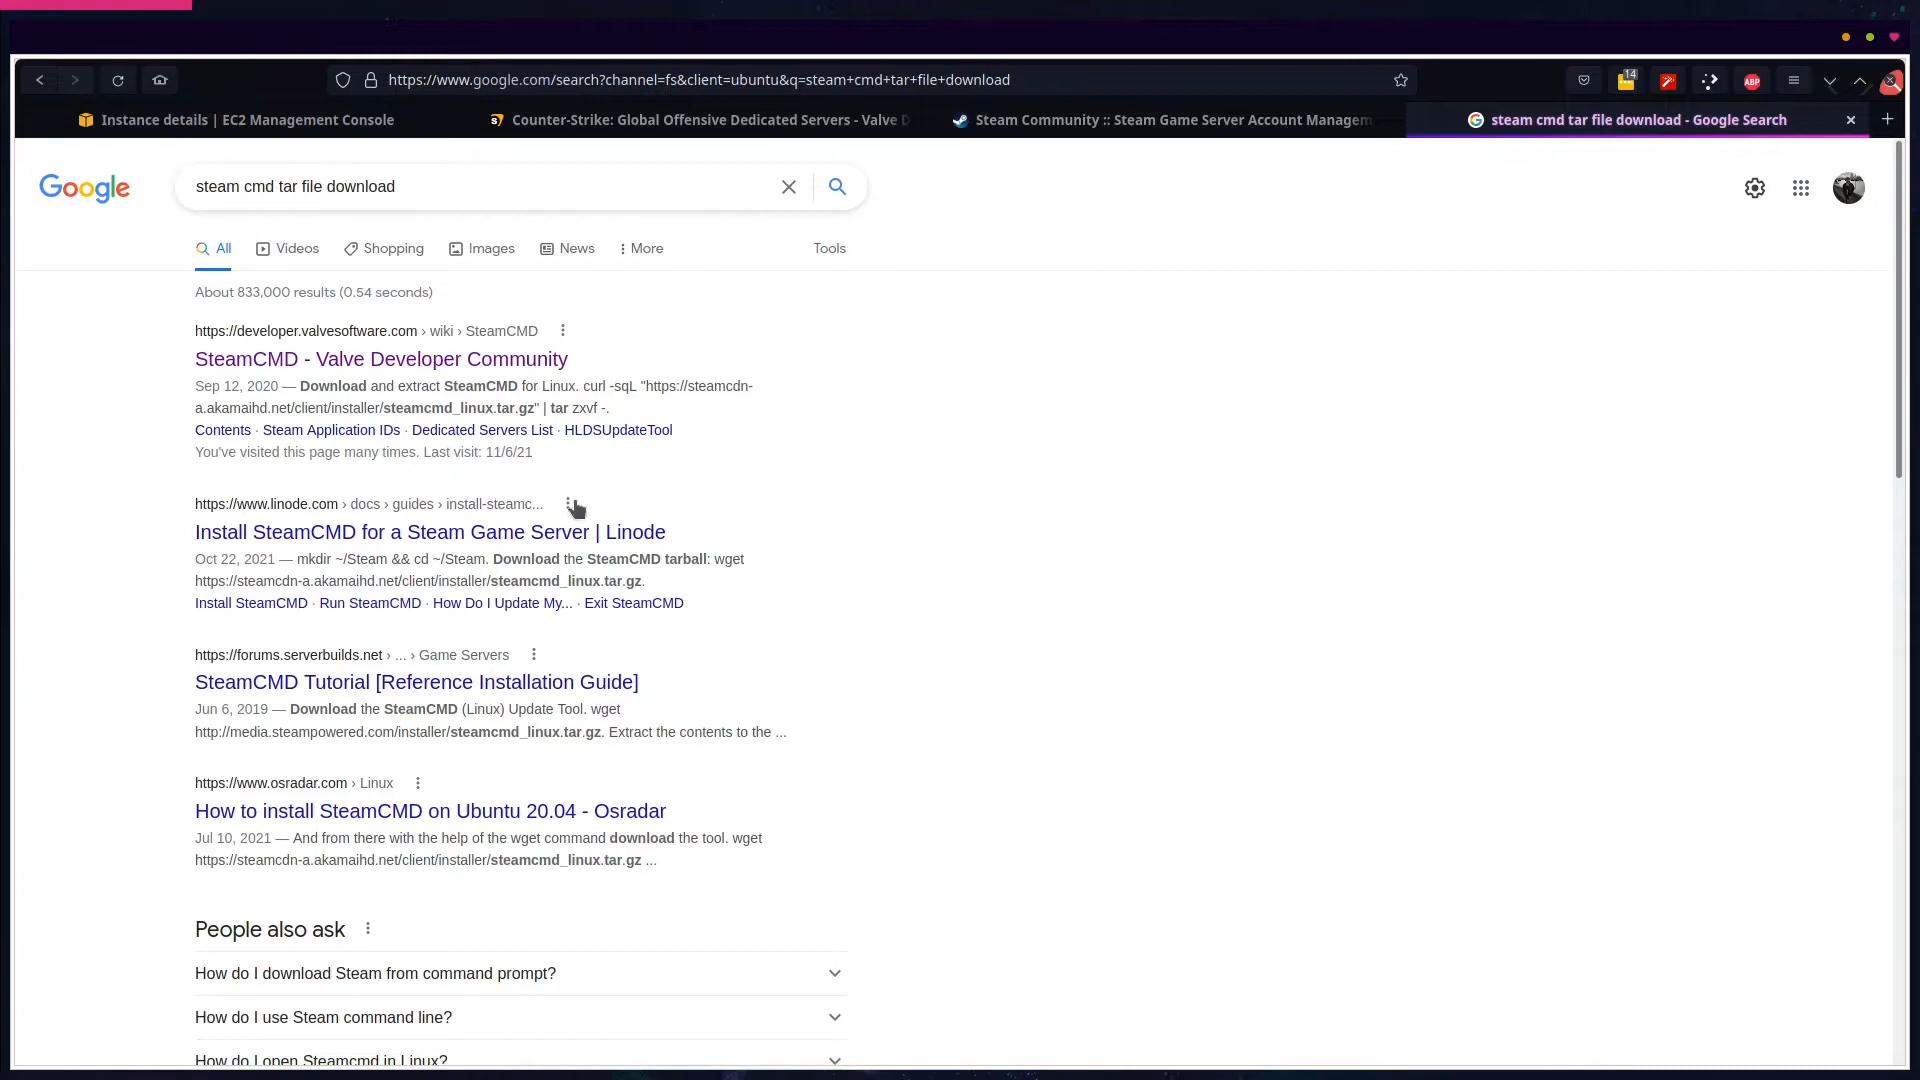 https://www.google.com/search?channel=fs&client=ubuntu&q=steam+cmd+tar+file+download
14
ABP
Instance details | EC2 Management Console
Counter-Strike: Global Offensive Dedicated Servers - Valve D
Steam Community :: Steam Game Server Account Managem
steam cmd tar file download - Google Search
Google
steam cmd tar file download
All
Videos
Shopping
Images
News
More
Tools
About 833,000 results (0.54 seconds)
https://developer.valvesoftware.com › wiki › SteamCMD
SteamCMD - Valve Developer Community
Sep 12, 2020 — Download and extract SteamCMD for Linux. curl -sqL "https://steamcdn-
a.akamaihd.net/client/installer/steamcmd_linux.tar.gz" | tar zxvf -.
Contents · Steam Application IDs · Dedicated Servers List · HLDSUpdateTool
You've visited this page many times. Last visit: 11/6/21
https://www.linode.com › docs › guides › install-steamc...
Install SteamCMD for a Steam Game Server | Linode
Oct 22, 2021 — mkdir ~/Steam && cd ~/Steam. Download the SteamCMD tarball: wget
https://steamcdn-a.akamaihd.net/client/installer/steamcmd_linux.tar.gz.
Install SteamCMD · Run SteamCMD · How Do I Update My... · Exit SteamCMD
https://forums.serverbuilds.net › ... › Game Servers
SteamCMD Tutorial [Reference Installation Guide]
Jun 6, 2019 — Download the SteamCMD (Linux) Update Tool. wget
http://media.steampowered.com/installer/steamcmd_linux.tar.gz. Extract the contents to the ...
https://www.osradar.com › Linux
How to install SteamCMD on Ubuntu 20.04 - Osradar
Jul 10, 2021 — And from there with the help of the wget command download the tool. wget
https://steamcdn-a.akamaihd.net/client/installer/steamcmd_linux.tar.gz ...
People also ask
How do I download Steam from command prompt?
How do I use Steam command line?
How do I open Steamcmd in Linux?